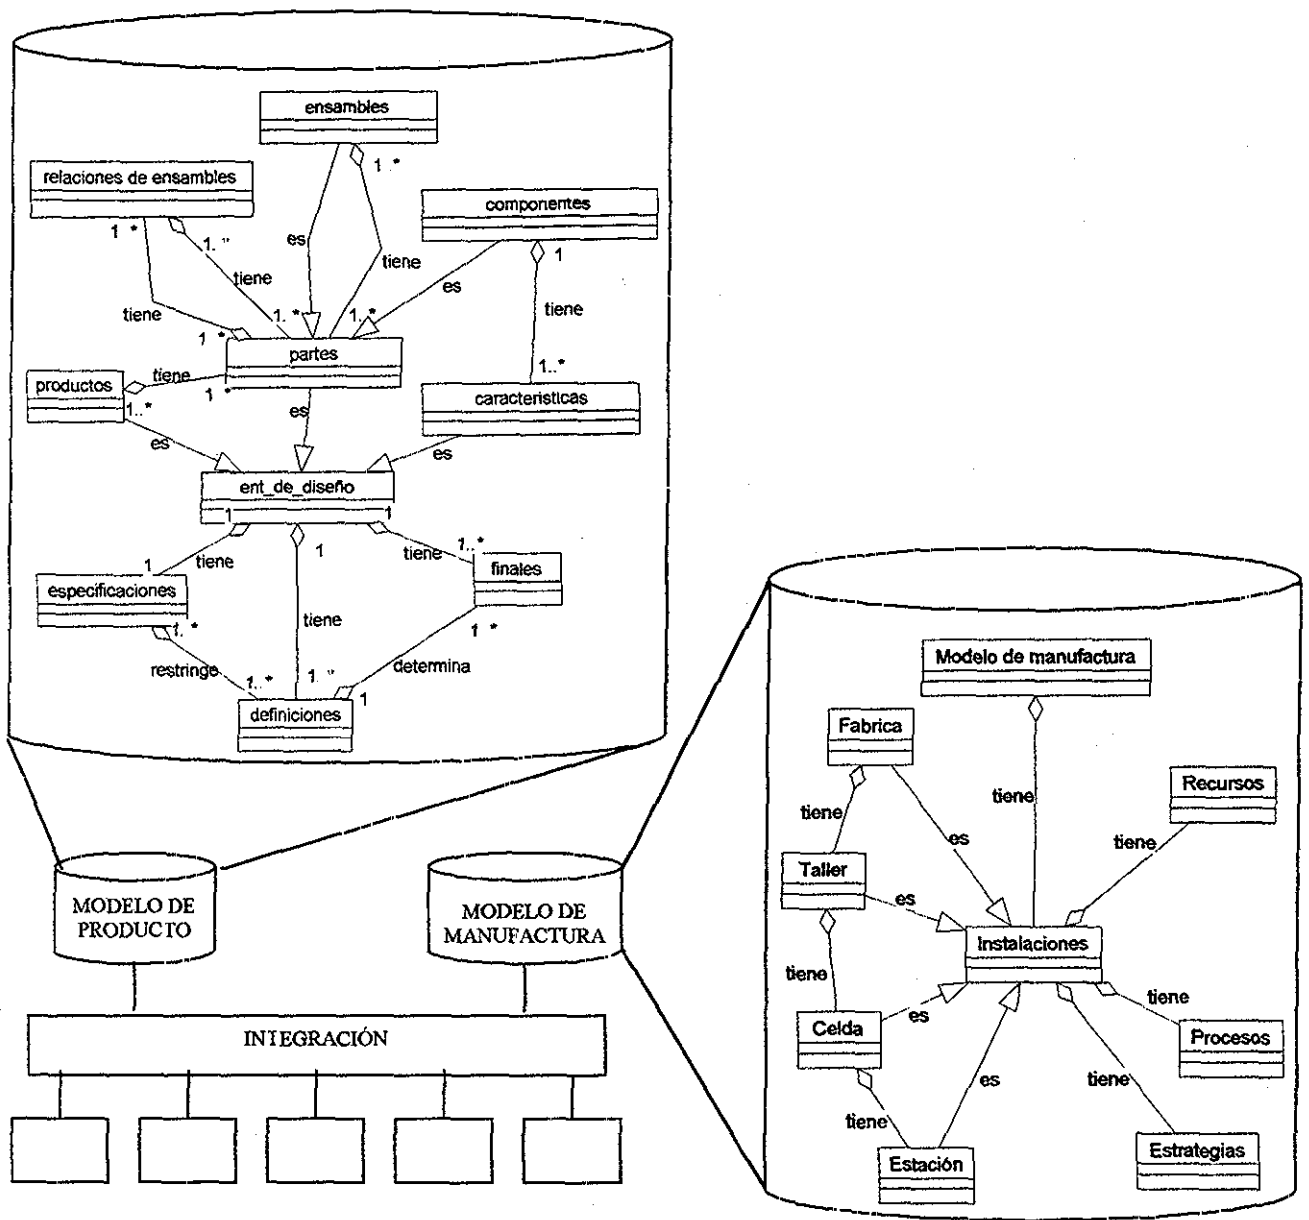 ensambles
1..*
relaciones de ensambles
componentes
1 *
1. "
es
tiene
1
tiene
es
tiene
tiene
1. . *
1..*
1 *
partes
1..*
productos
tiene
1 *
caracteristicas
1..*
es
es
es
ent_de_diseño
1
1
1
tiene
tiene
1..*
1
especificaciones
finales
1. *
tiene
1 *
restringe
determina
1..*
1. "
1
definiciones
Modelo de manufactura
Fabrica
Recursos
tiene
tiene
es
tiene
Taller
es
MODELO DE
PRODUCTO
MODELO DE
MANUFACTURA
Instalaciones
tiene
tiene
Celda
es
INTEGRACIÓN
Procesos
es
tiene
tiene
Estación
Estrategias